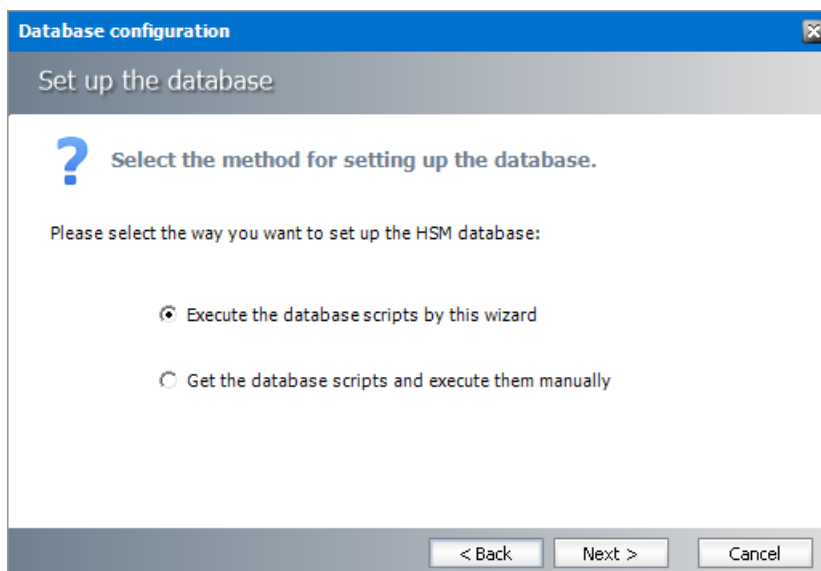 Database configuration
Set up the database
?
Select the method for setting up the database.
Please select the way you want to set up the HSM database:
Execute the database scripts by this wizard
Get the database scripts and execute them manually
< Back Next > Cancel